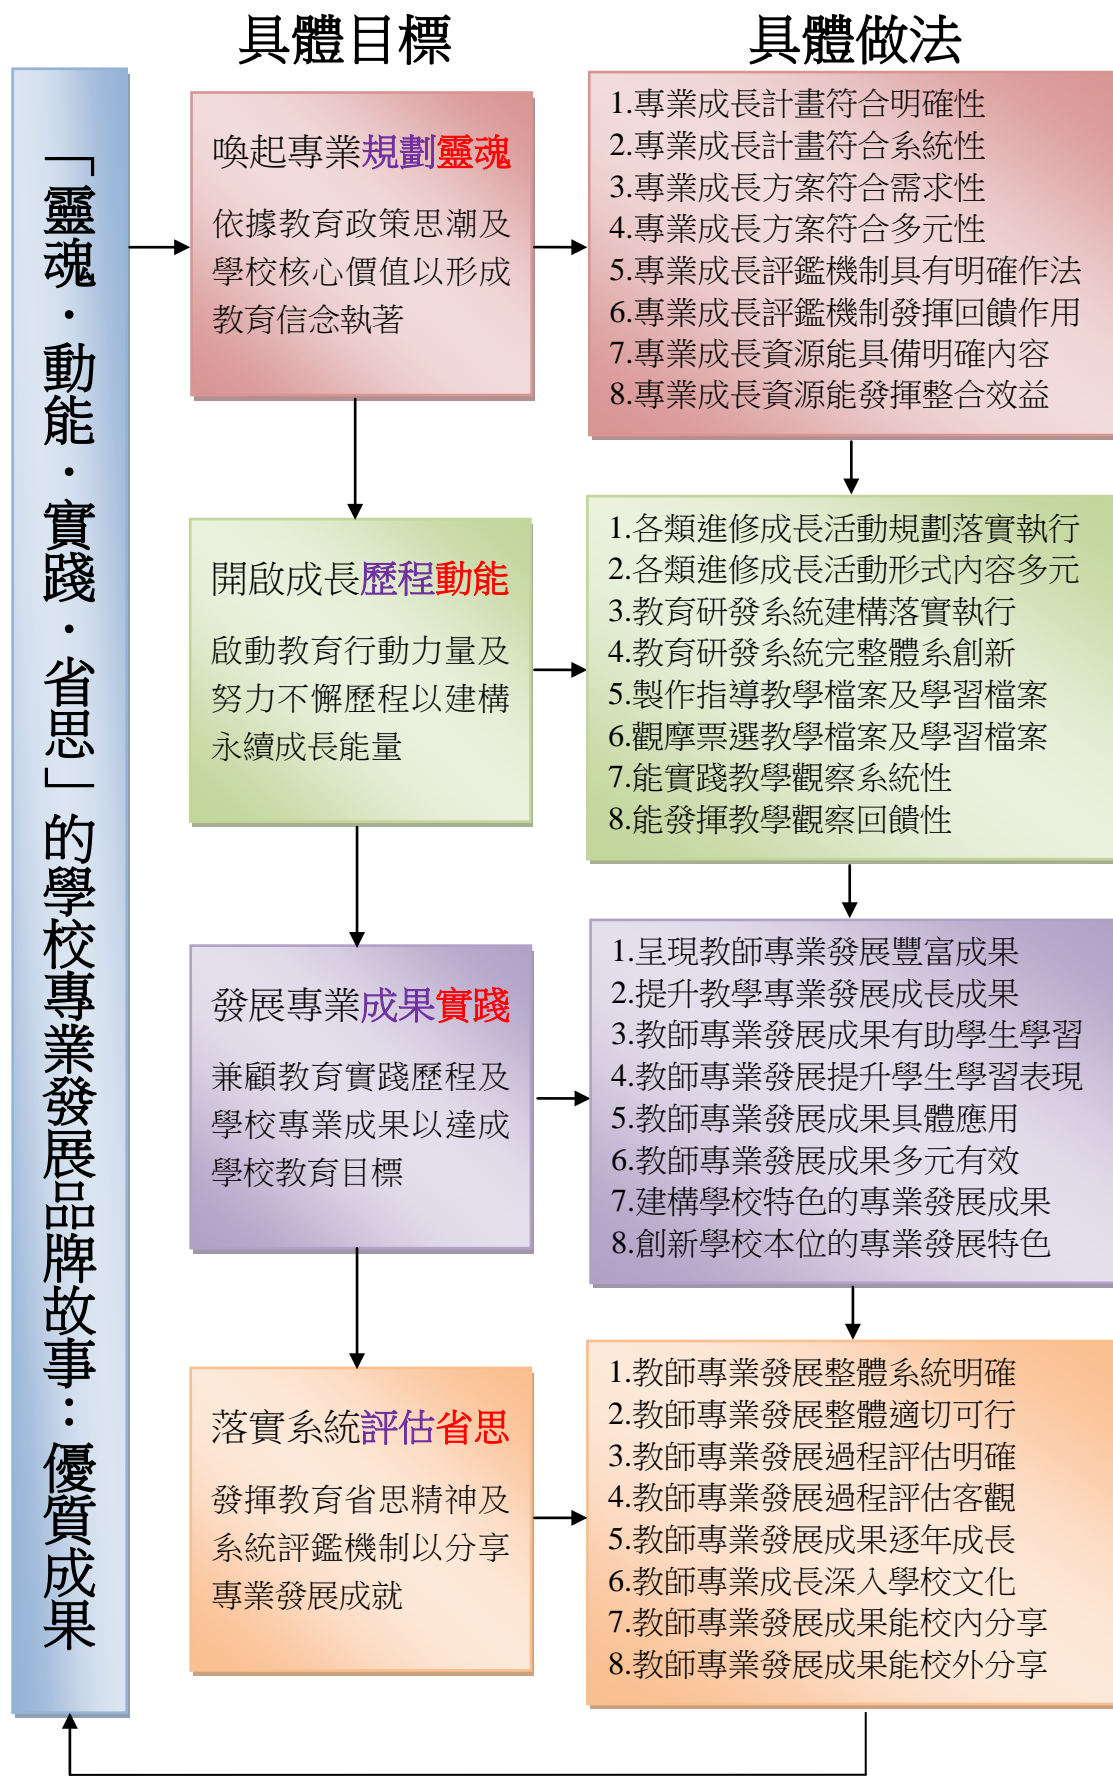 具體目標
具體做法
「靈魂．動能．實踐．省思」的學校專業發展品牌故事：優質成果
喚起專業規劃靈魂
依據教育政策思潮及
學校核心價值以形成
教育信念執著
1.專業成長計畫符合明確性
2.專業成長計畫符合系統性
3.專業成長方案符合需求性
4.專業成長方案符合多元性
5.專業成長評鑑機制具有明確作法
6.專業成長評鑑機制發揮回饋作用
7.專業成長資源能具備明確內容
8.專業成長資源能發揮整合效益
開啟成長歷程動能
啟動教育行動力量及
努力不懈歷程以建構
永續成長能量
1.各類進修成長活動規劃落實執行
2.各類進修成長活動形式內容多元
3.教育研發系統建構落實執行
4.教育研發系統完整體系創新
5.製作指導教學檔案及學習檔案
6.觀摩票選教學檔案及學習檔案
7.能實踐教學觀察系統性
8.能發揮教學觀察回饋性
發展專業成果實踐
兼顧教育實踐歷程及
學校專業成果以達成
學校教育目標
1.呈現教師專業發展豐富成果
2.提升教學專業發展成長成果
3.教師專業發展成果有助學生學習
4.教師專業發展提升學生學習表現
5.教師專業發展成果具體應用
6.教師專業發展成果多元有效
7.建構學校特色的專業發展成果
8.創新學校本位的專業發展特色
落實系統評估省思
發揮教育省思精神及
系統評鑑機制以分享
專業發展成就
1.教師專業發展整體系統明確
2.教師專業發展整體適切可行
3.教師專業發展過程評估明確
4.教師專業發展過程評估客觀
5.教師專業發展成果逐年成長
6.教師專業成長深入學校文化
7.教師專業發展成果能校內分享
8.教師專業發展成果能校外分享